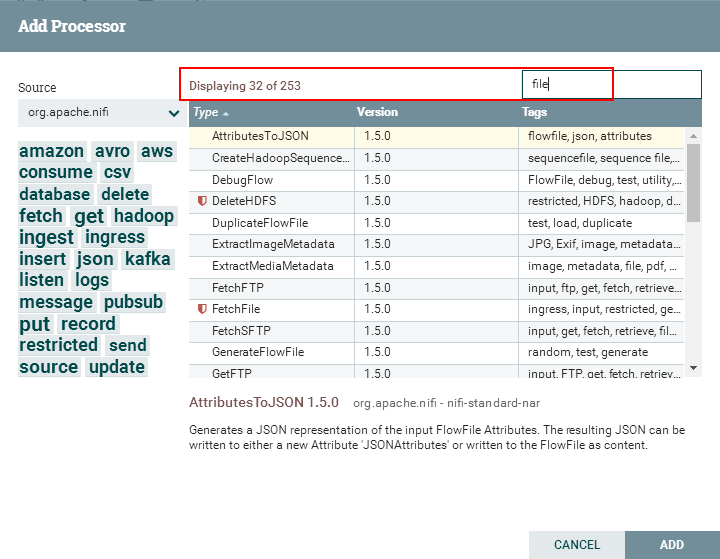 Add Processor
Source
Displaying 32 of 253
file
org.apache.nifi
Type Version Tags
amazon avro aws
consume csv
database delete
fetch get hadoop
ingest ingress
insert json kafka
listen logs
message pubsub
put record
restricted send
source update
AttributesToJSON 1.5.0 flowfile, json, attributes
CreateHadoopSequence... 1.5.0 sequencefile, sequence file,...
DebugFlow 1.5.0 FlowFile, debug, test, utility,...
DeleteHDFS 1.5.0 restricted, HDFS, hadoop, d...
DuplicateFlowFile 1.5.0 test, load, duplicate
ExtractImageMetadata 1.5.0 JPG, Exif, image, metadata...
ExtractMediaMetadata 1.5.0 image, metadata, file, pdf, ...
FetchFTP 1.5.0 input, ftp, get, fetch, retrieve...
FetchFile 1.5.0 ingress, input, restricted, ge...
FetchSFTP 1.5.0 input, get, fetch, retrieve, fil...
GenerateFlowFile 1.5.0 random, test, generate
GetFTP 1.5.0 input, FTP, get, fetch, retriev...
AttributesToJSON 1.5.0 org.apache.nifi - nifi-standard-nar
Generates a JSON representation of the input FlowFile Attributes. The resulting JSON can be
written to either a new Attribute 'JSONAttributes' or written to the FlowFile as content.
CANCEL ADD